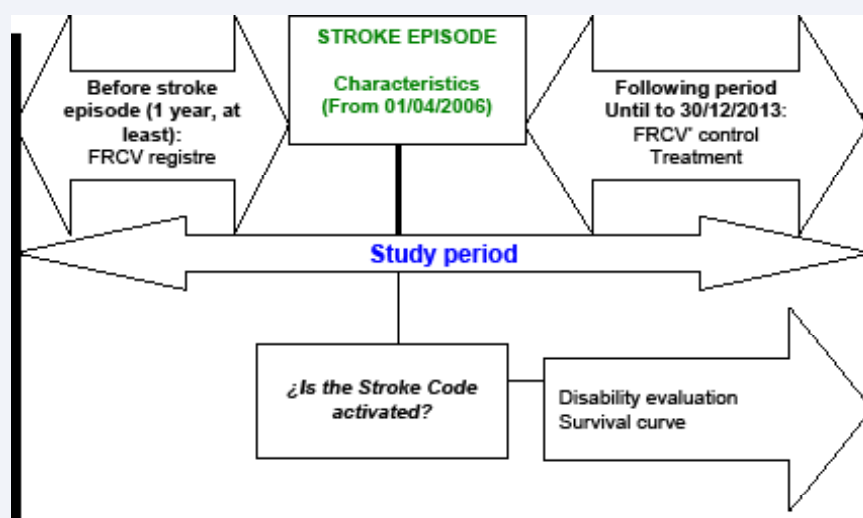 Before stroke
episode (1 year, at
least):
FRCV registre
STROKE EPISODE
Characteristics
(From 01/04/2006)
Following period
Until to 30/12/2013:
FRCV' control
Treatment
Study period
¿Is the Stroke Code
activated?
Disability evaluation
Survival curve